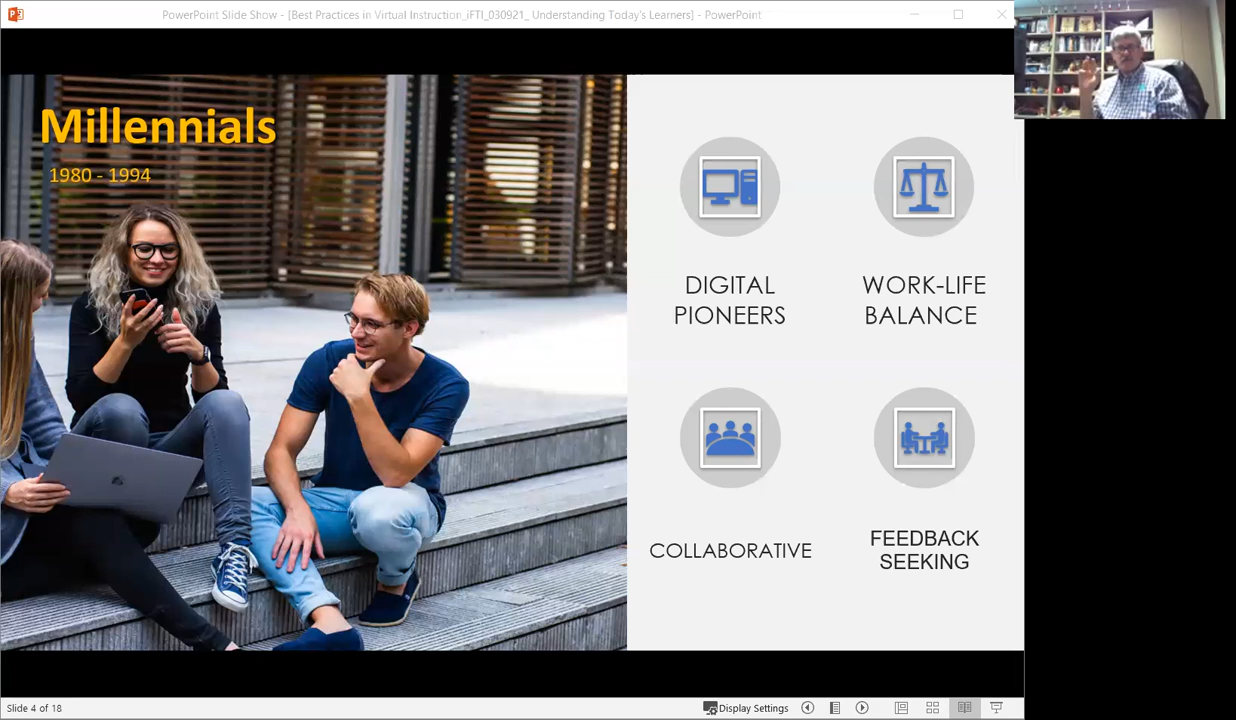 PowerPoint Slide Show - [Best Practices in Virtual Instruction_iFTI_030921_ Understanding Today's Learners] - PowerPoint
Millennials
1980 - 1994
DIGITAL
PIONEERS
WORK-LIFE
BALANCE
COLLABORATIVE
FEEDBACK
SEEKING
Slide 4 of 18
Display Settings